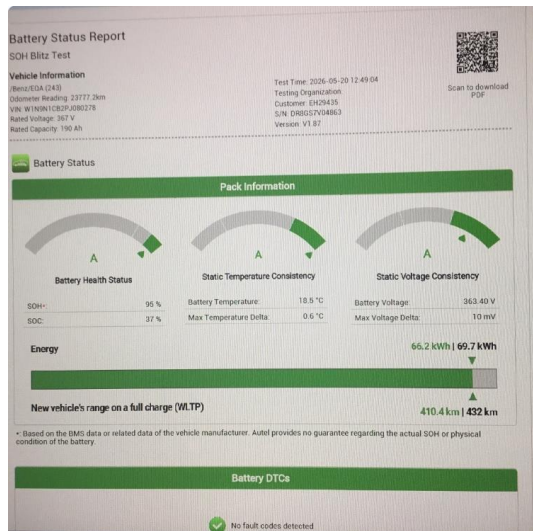 Battery Status Report
SOH Blitz Test
Vehicle Information
/Benz/EQA (243)
Odometer Reading: 23777.2km
VIN: W1N9N1CB2PJ080278
Rated Voltage: 367 V
Rated Capacity: 190 Ah
Test Time: 2026-05-20 12:49:04
Testing Organization:
Customer: EH29435
S/N: DR8GS7V04863
Version: V1.87
Scan to download
PDF
Battery Status
Pack Information
A
Battery Health Status
SOH*: 95 %
SOC: 37 %
A
Static Temperature Consistency
Battery Temperature: 18.5 °C
Max Temperature Delta: 0.6 °C
A
Static Voltage Consistency
Battery Voltage: 363.40 V
Max Voltage Delta: 10 mV
Energy
66.2 kWh | 69.7 kWh
New vehicle's range on a full charge (WLTP)
410.4 km | 432 km
*: Based on the BMS data or related data of the vehicle manufacturer. Autel provides no guarantee regarding the actual SOH or physical
condition of the battery.
Battery DTCs
No fault codes detected